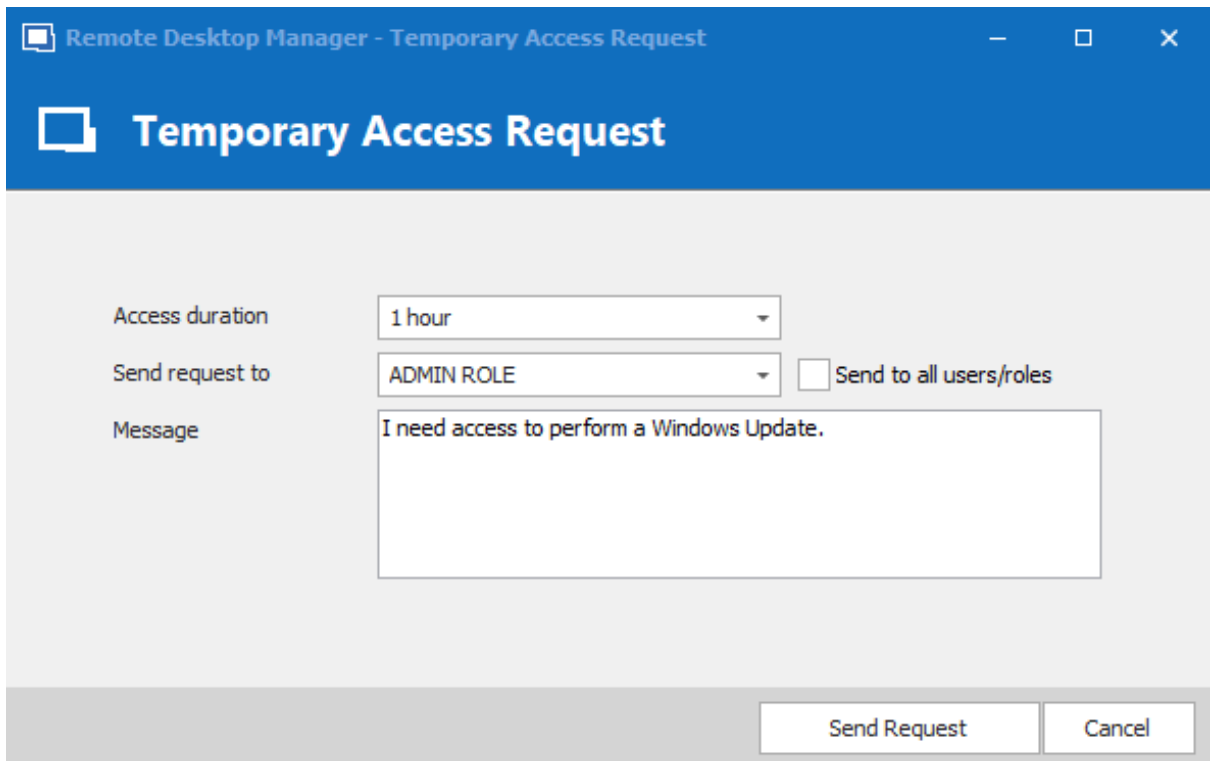 Remote Desktop Manager - Temporary Access Request
Temporary Access Request
Access duration 1 hour
Send request to ADMIN ROLE Send to all users/roles
Message I need access to perform a Windows Update.
Send Request Cancel